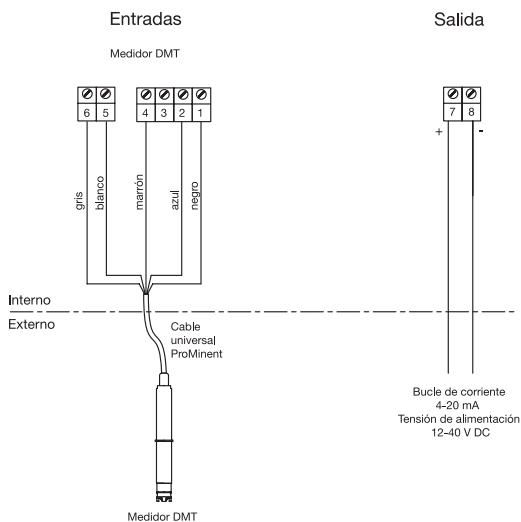 Entradas
Salida
Medidor DMT
6 5 4 3 2 1
7 8
+ -
gris
blanco
marrón
azul
negro
Interno
Externo
Cable
universal
ProMinent
Bucle de corriente
4-20 mA
Tensión de alimentación
12-40 V DC
Medidor DMT